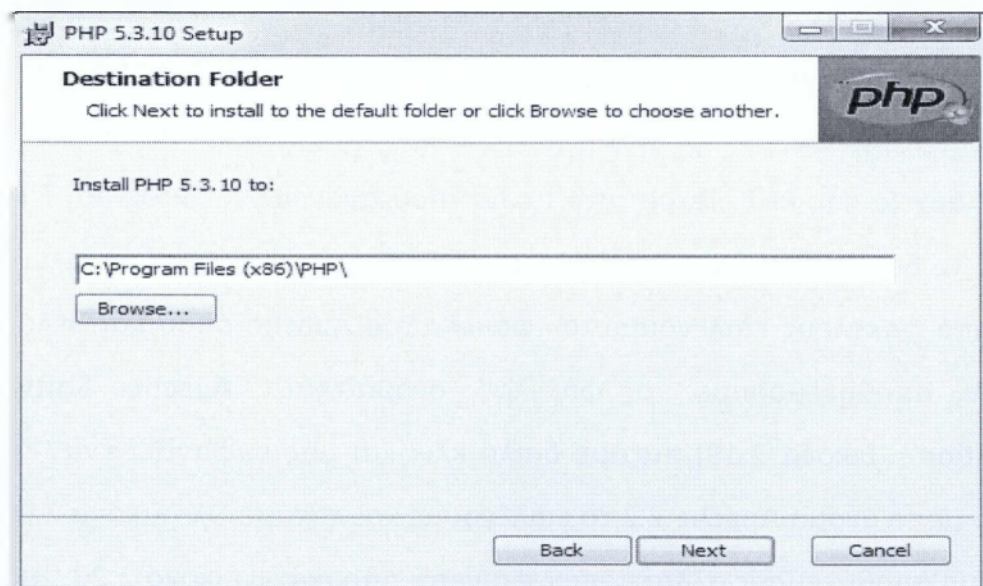 PHP 5.3.10 Setup
Destination Folder
Click Next to install to the default folder or click Browse to choose another.
php
Install PHP 5.3.10 to:
C:\Program Files (x86)\PHP\
Browse...
Back
Next
Cancel